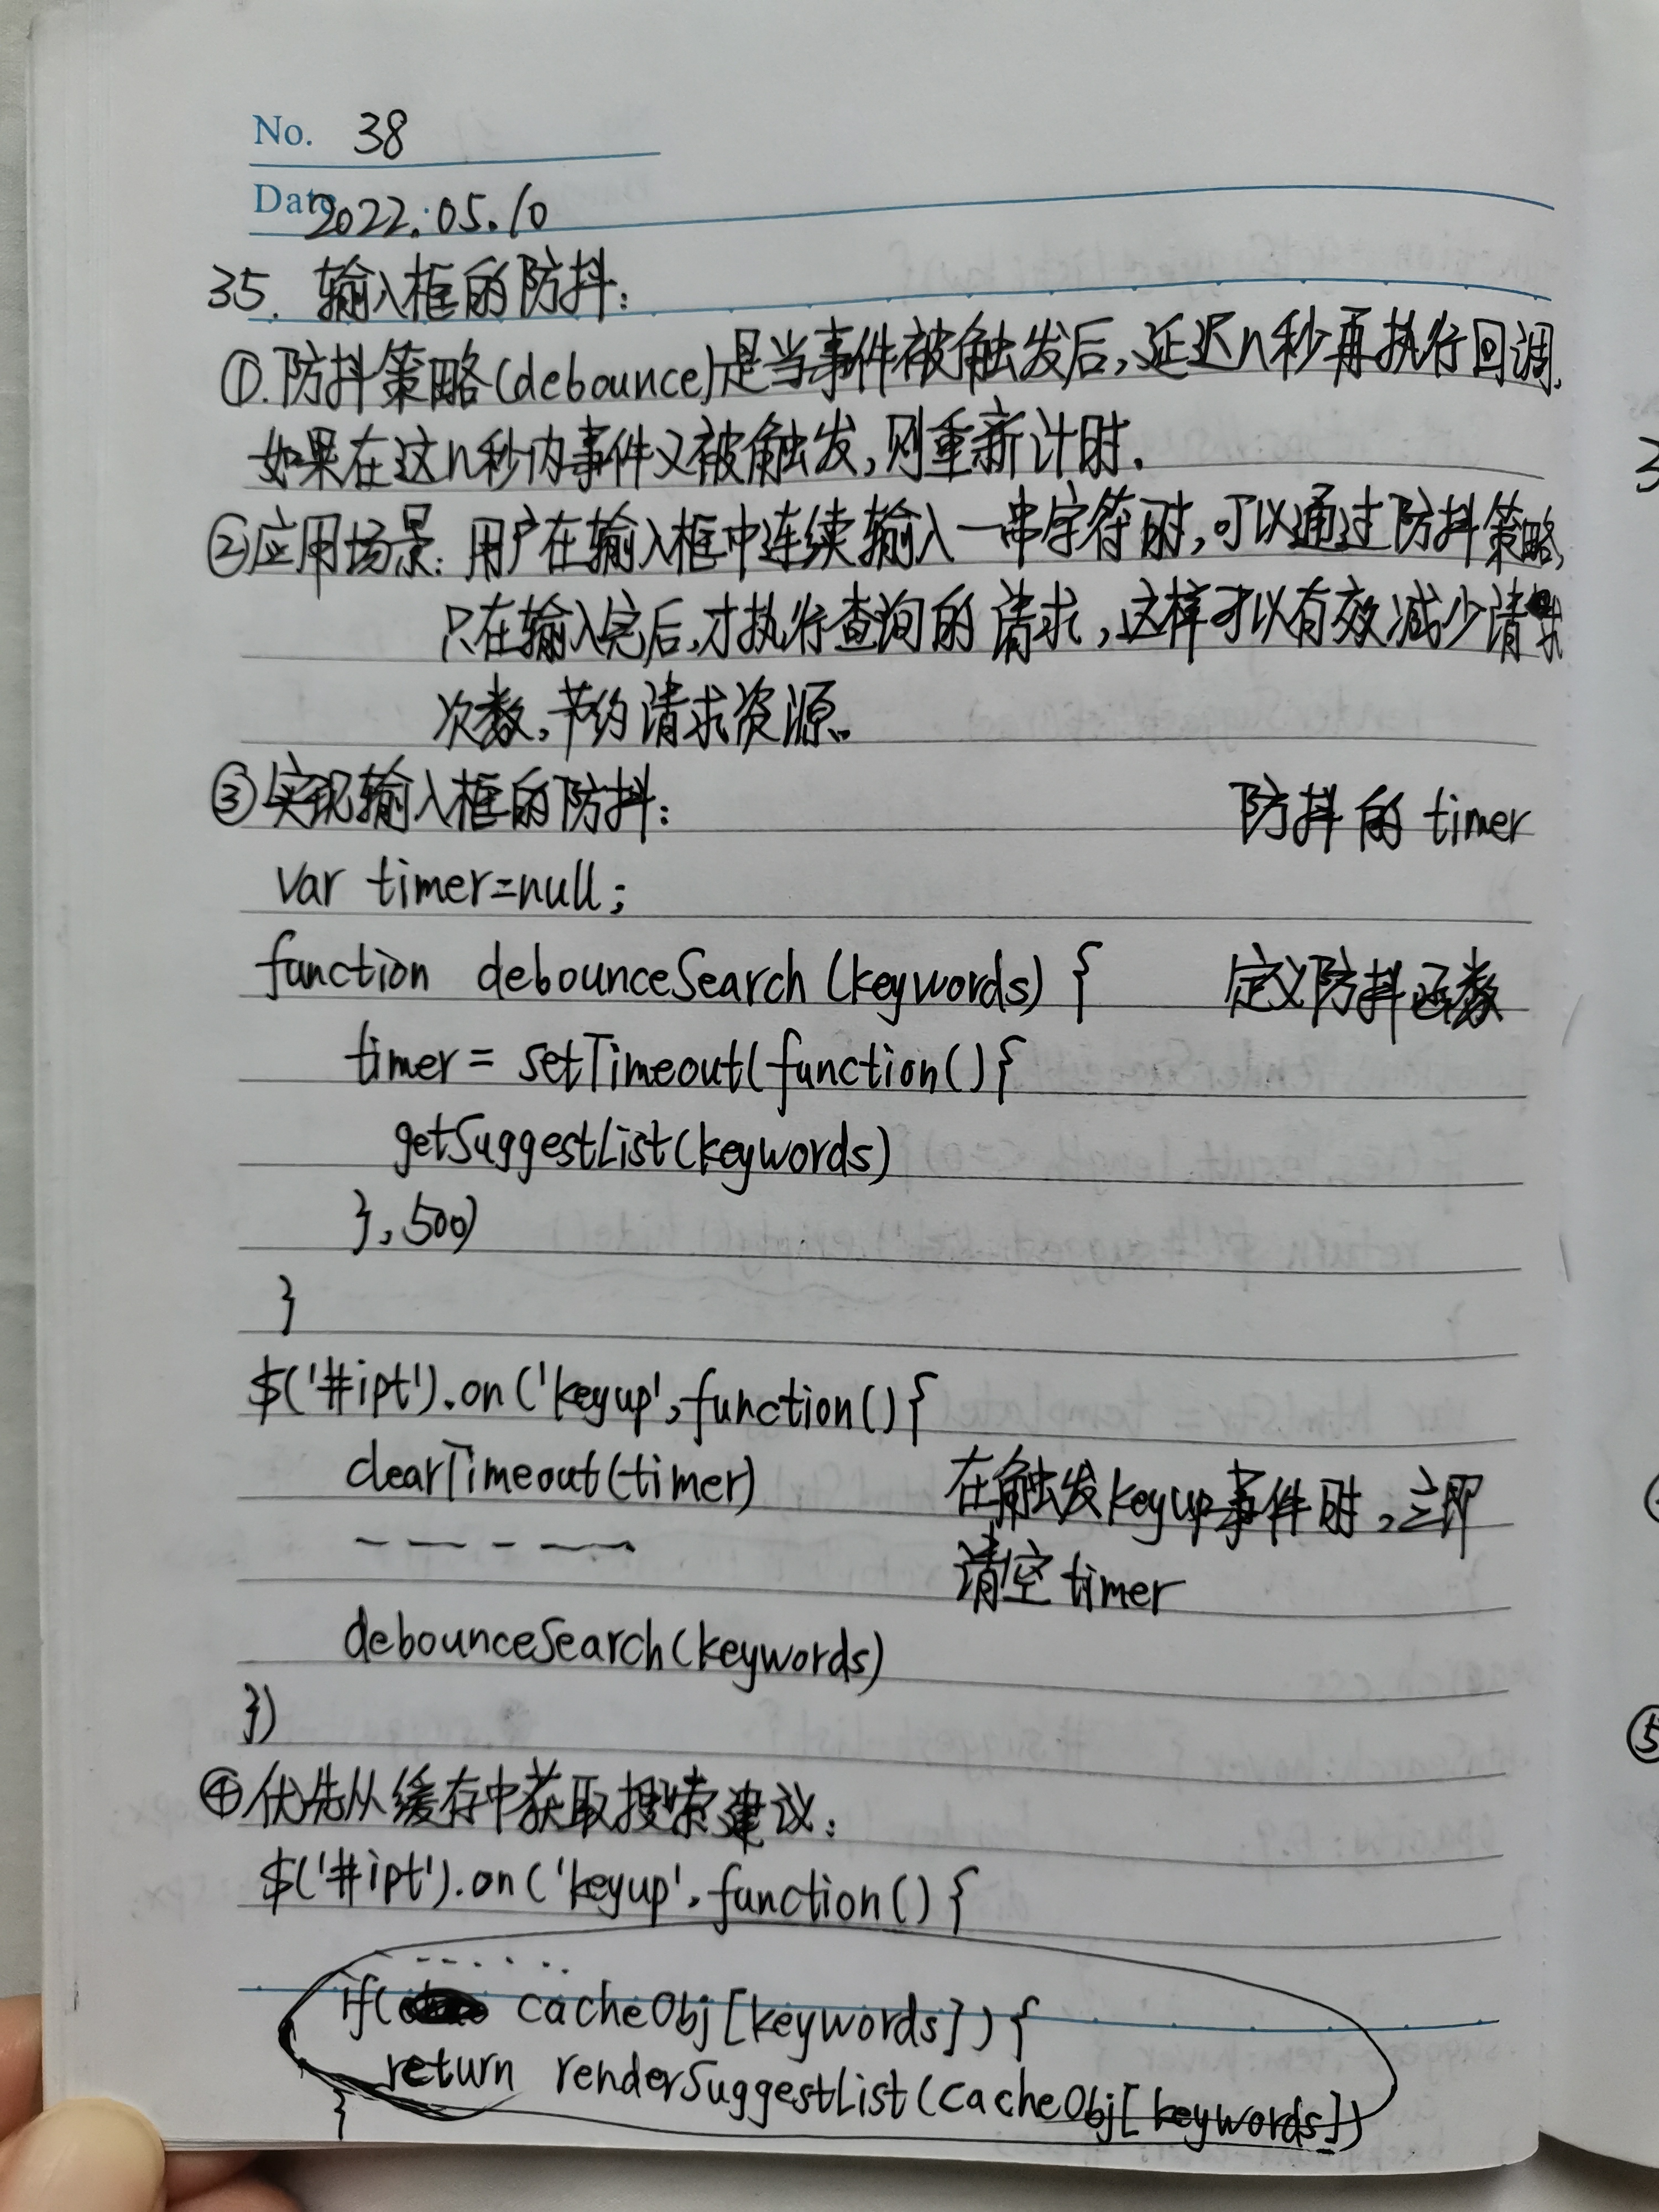 No. 38
Date 2022.05.10
35. 输入框的防抖:
①.防抖策略(debounce)是当事件被触发后,延迟n秒再执行回调,
如果在这n秒内事件又被触发,则重新计时.
②应用场景: 用户在输入框中连续输入一串字符时,可以通过防抖策略,
只在输入完后,才执行查询的请求,这样可以有效减少请求
次数,节约请求资源.
③实现输入框的防抖: 防抖的 timer
var timer=null;
function debounceSearch (keywords) { 定义防抖函数
timer = setTimeout(function(){
getSuggestList(keywords)
},500)
}
$('#ipt').on('keyup',function(){
clearTimeout(timer) 在触发keyup事件时,立即
清空timer
debounceSearch(keywords)
})
④优先从缓存中获取搜索建议:
$('#ipt').on('keyup',function(){
......
if( cacheObj[keywords]){
return renderSuggestList(cacheObj[keywords])
}
③
⑤